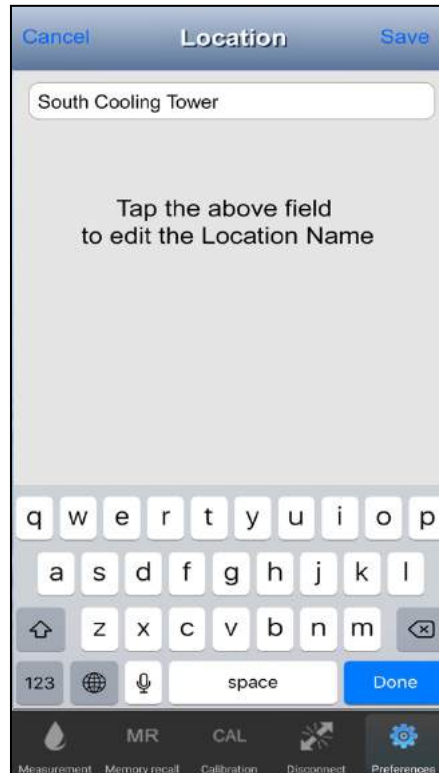 Cancel Location Save
South Cooling Tower
Tap the above field
to edit the Location Name
q w e r t y u i o p
a s d f g h j k l
z x c v b n m
123 space Done
MR CAL
Measurement Memory recall Calibration Disconnect Preferences